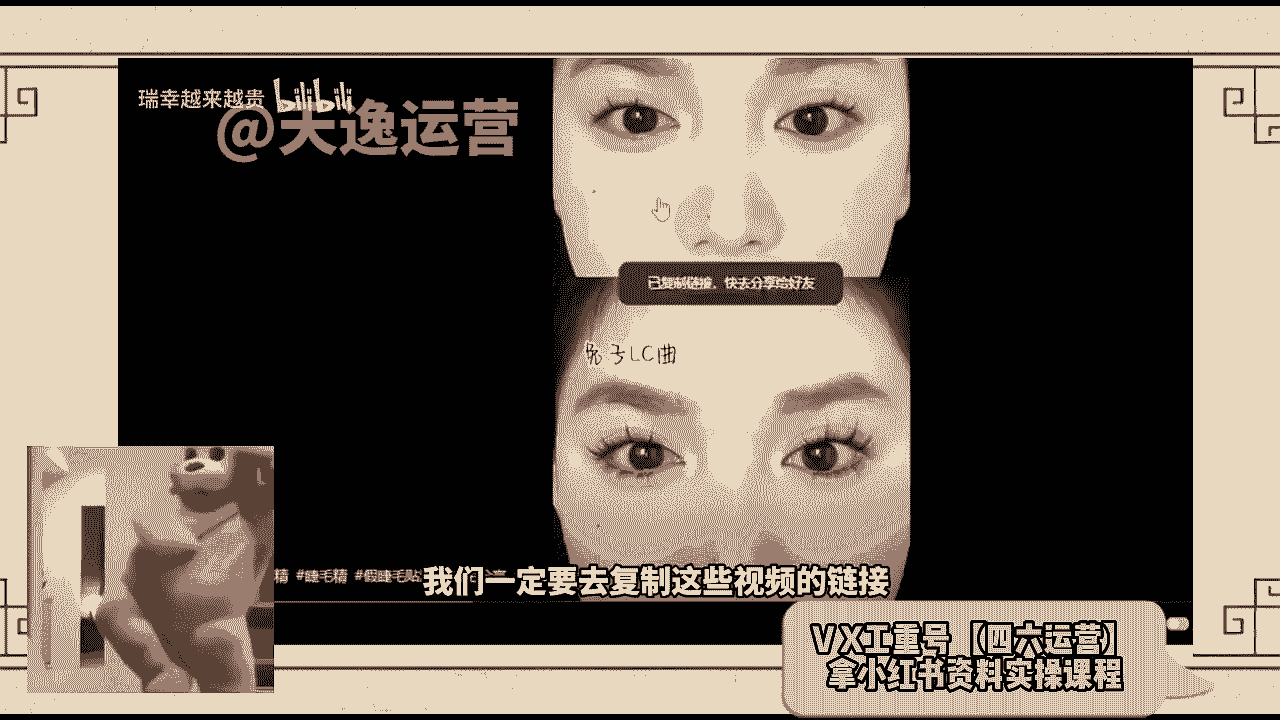 瑞幸越来越贵 bilibili
@天逸运营
已复制链接,快去分享给好友
兔子LC曲
#睫毛精 #假睫毛贴
我们一定要去复制这些视频的链接
VX工重号【四六运营】
拿小红书资料实操课程